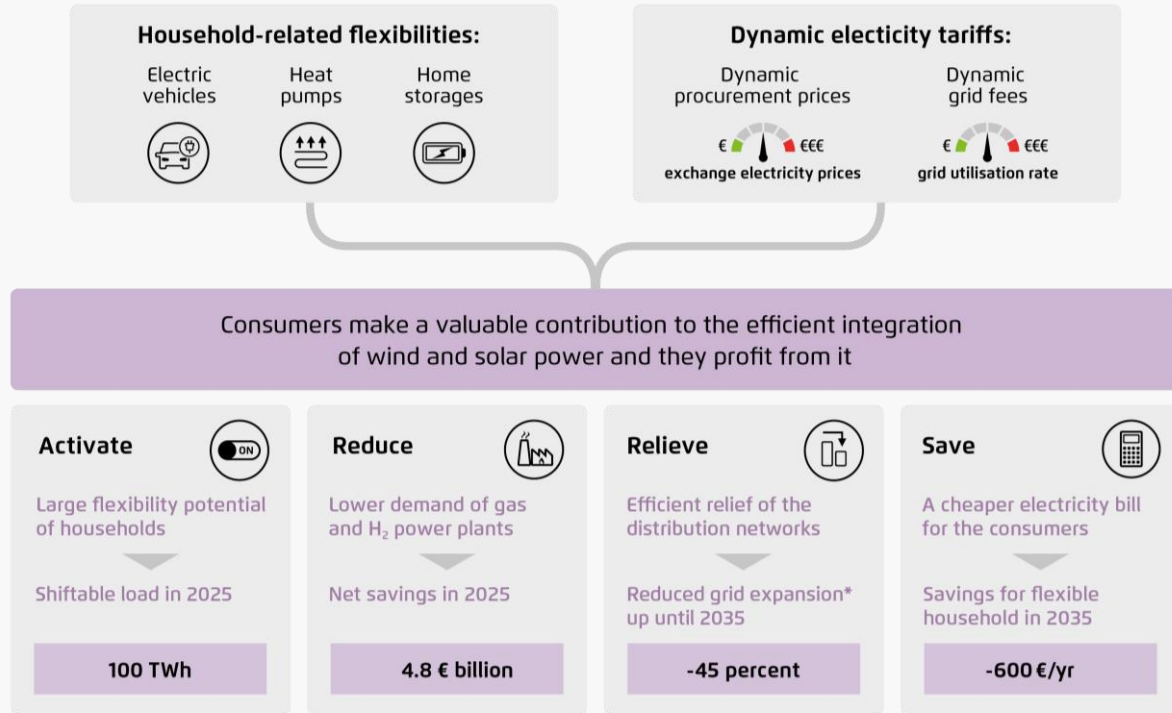 Household-related flexibilities:
Electric
vehicles
Heat
pumps
Home
storages
Dynamic electicity tariffs:
Dynamic
procurement prices
€ €€€
exchange electricity prices
Dynamic
grid fees
€ €€€
grid utilisation rate
Consumers make a valuable contribution to the efficient integration
of wind and solar power and they profit from it
Activate
ON
Large flexibility potential
of households
Shiftable load in 2025
100 TWh
Reduce
Lower demand of gas
and H₂ power plants
Net savings in 2025
4.8 € billion
Relieve
Efficient relief of the
distribution networks
Reduced grid expansion*
up until 2035
-45 percent
Save
A cheaper electricity bill
for the consumers
Savings for flexible
household in 2035
-600 €/yr